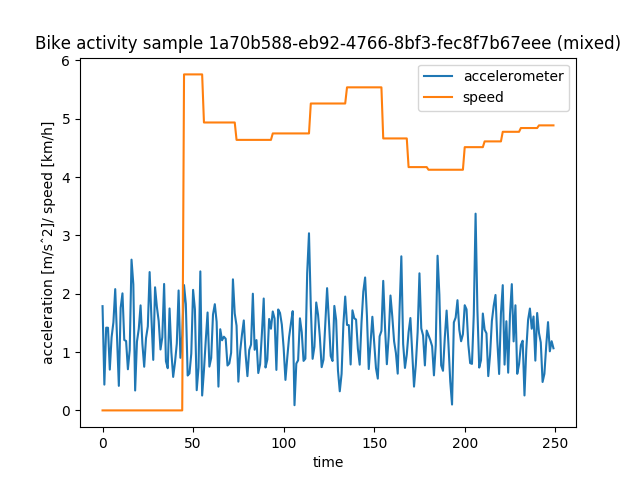 Bike activity sample 1a70b588-eb92-4766-8bf3-fec8f7b67eee (mixed)
accelerometer
speed
acceleration [m/s^2]/ speed [km/h]
6
5
4
3
2
1
0
0 50 100 150 200 250
time